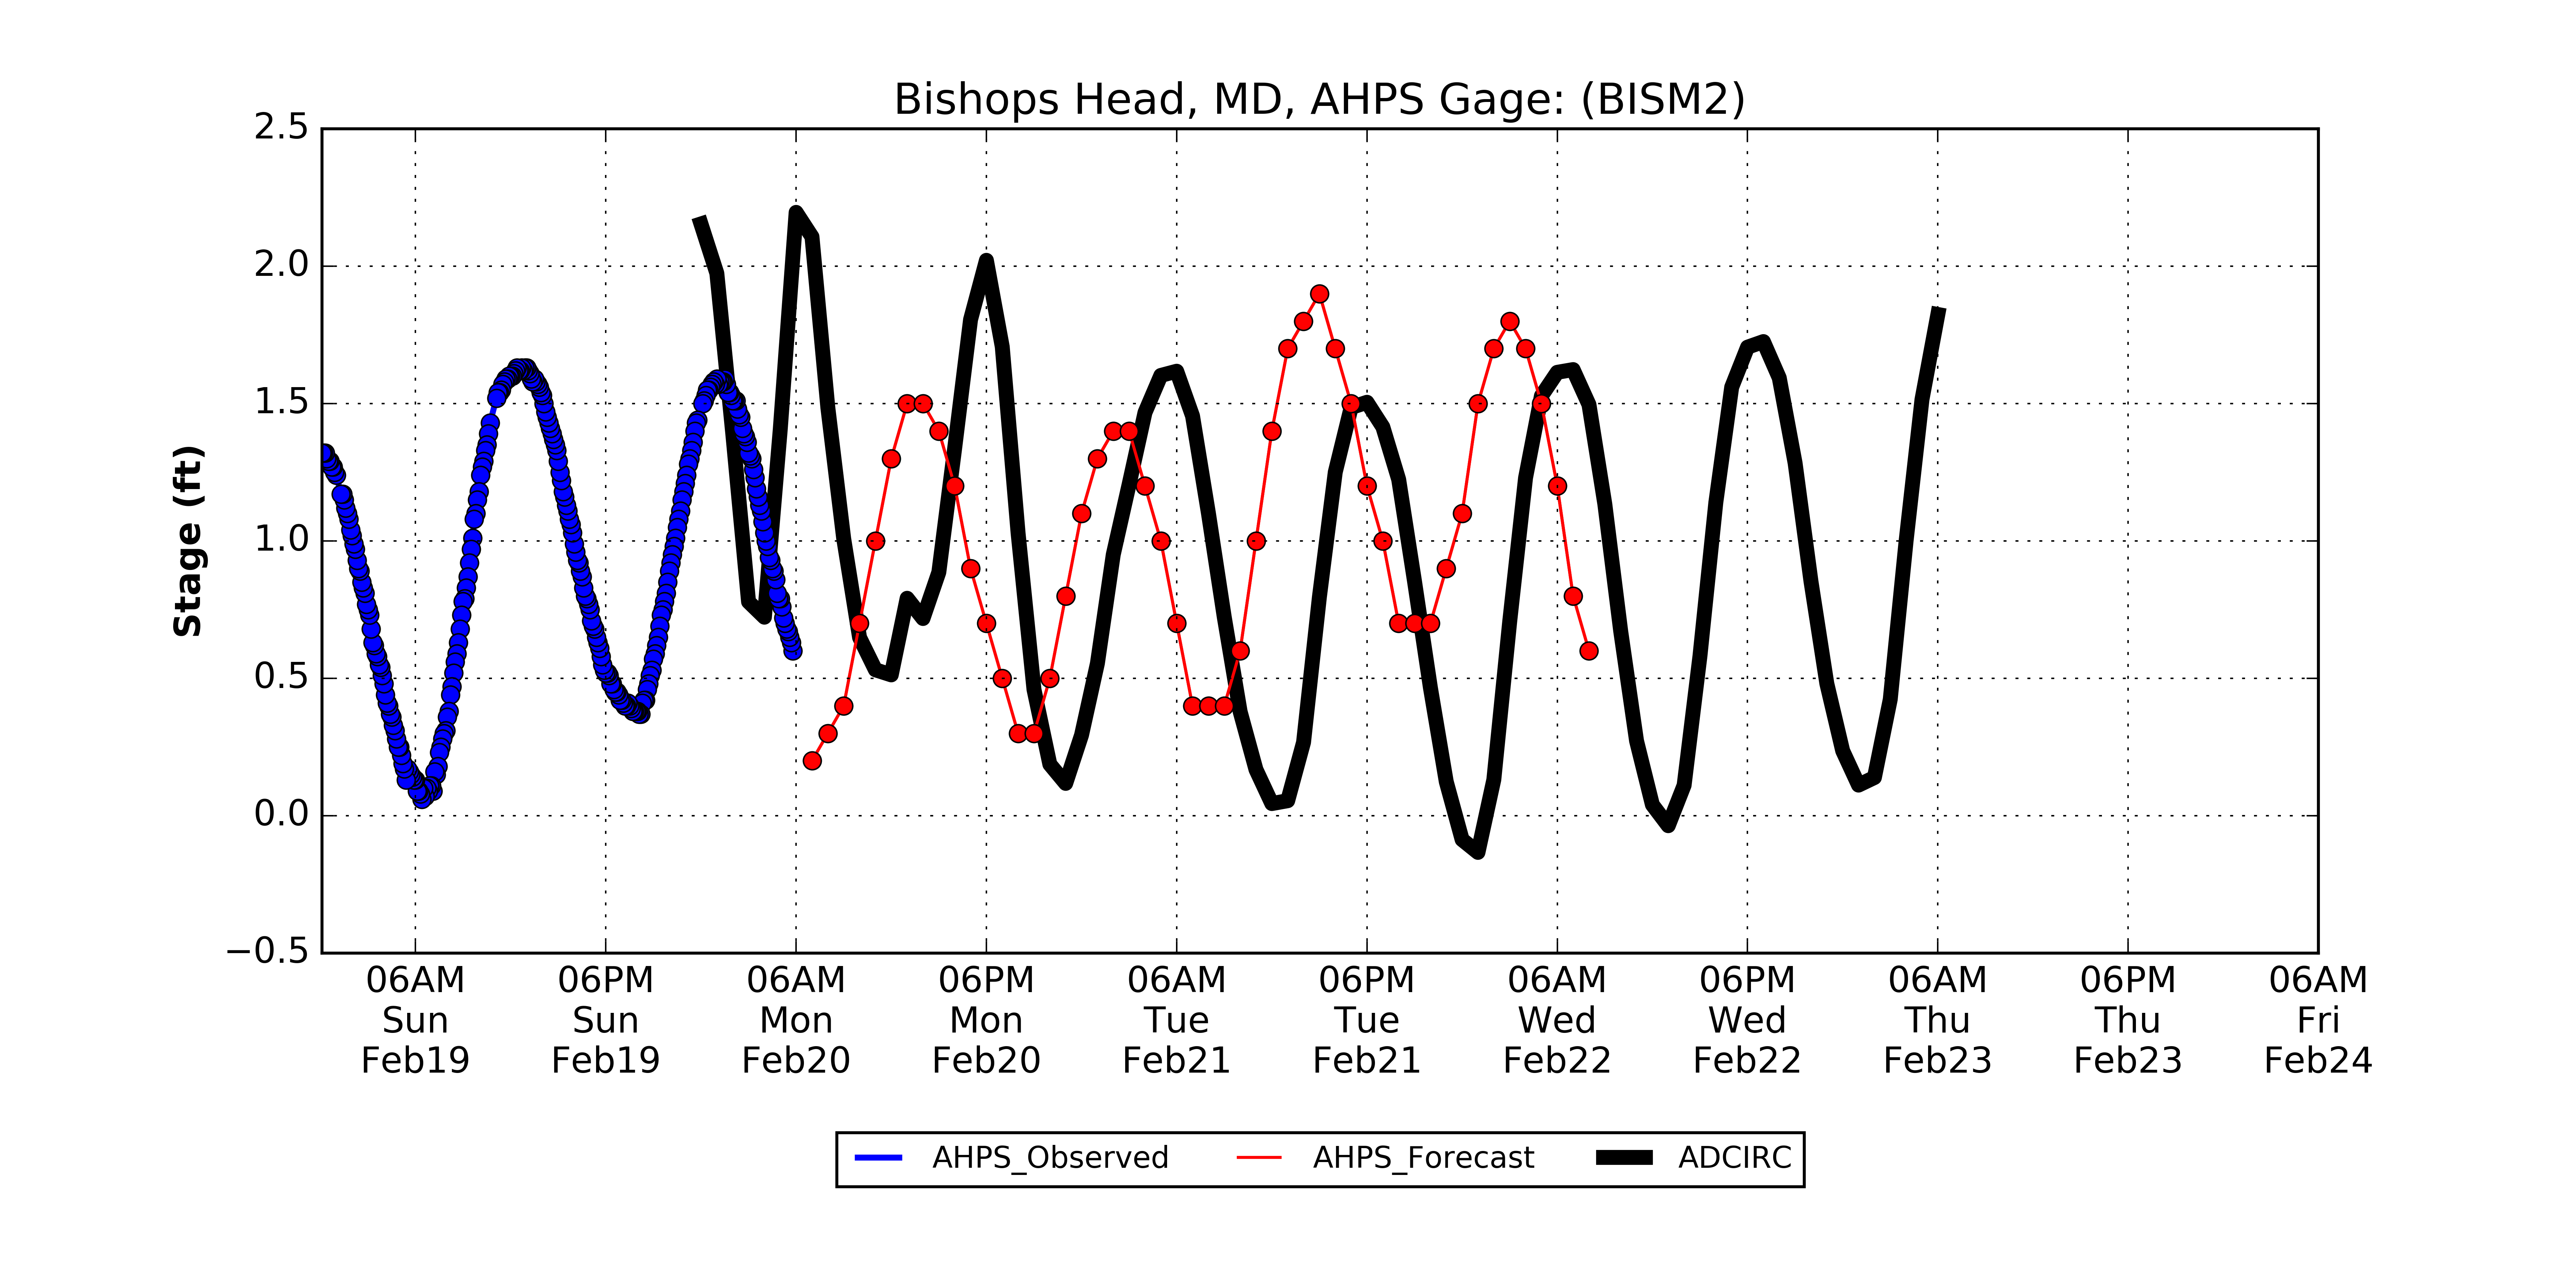 Bishops Head, MD, AHPS Gage: (BISM2)
Stage (ft)
2.5
2.0
1.5
1.0
0.5
0.0
−0.5
06AM 06PM 06AM 06PM 06AM 06PM 06AM 06PM 06AM 06PM 06AM
Sun Sun Mon Mon Tue Tue Wed Wed Thu Thu Fri
Feb19 Feb19 Feb20 Feb20 Feb21 Feb21 Feb22 Feb22 Feb23 Feb23 Feb24
AHPS_Observed AHPS_Forecast ADCIRC